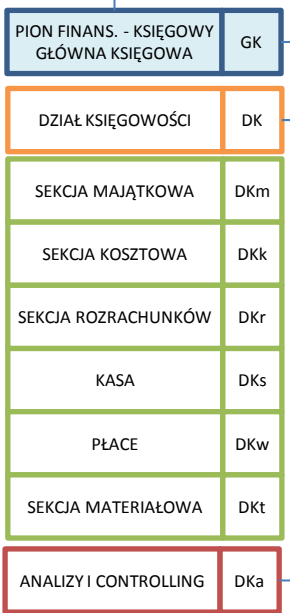 PION FINANS. - KSIĘGOWY
GŁÓWNA KSIĘGOWA
GK
DZIAŁ KSIĘGOWOŚCI
DK
SEKCJA MAJĄTKOWA
DKm
SEKCJA KOSZTOWA
DKk
SEKCJA ROZRACHUNKÓW
DKr
KASA
DKs
PŁACE
DKw
SEKCJA MATERIAŁOWA
DKt
ANALIZY I CONTROLLING
DKa